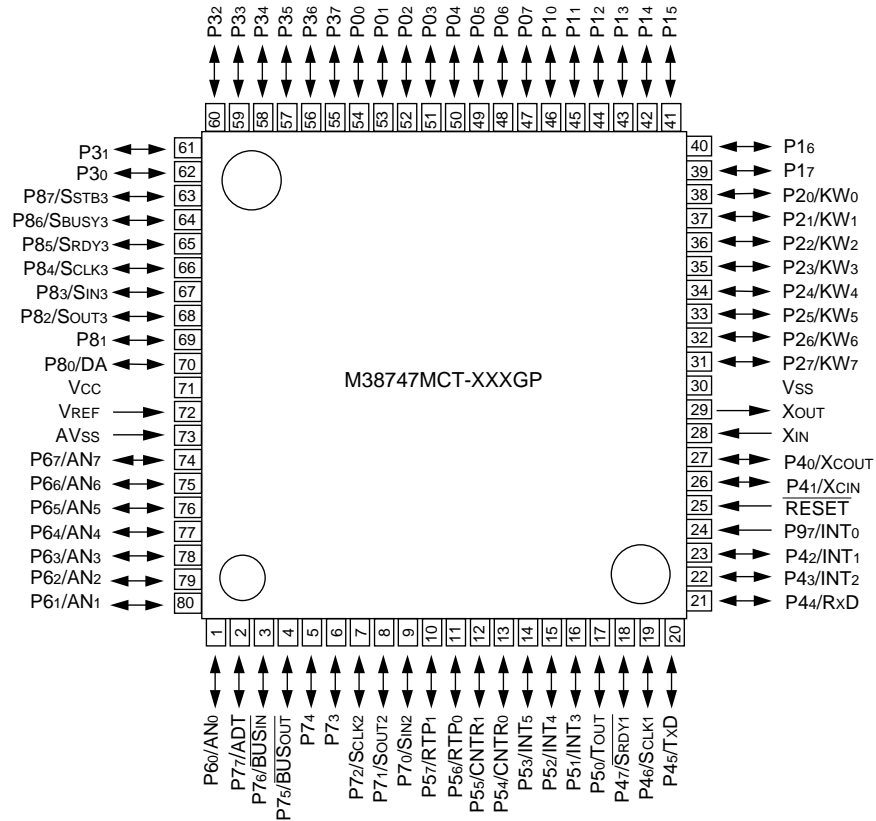 P32 P33 P34 P35 P36 P37 P00 P01 P02 P03 P04 P05 P06 P07 P10 P11 P12 P13 P14 P15
60 59 58 57 56 55 54 53 52 51 50 49 48 47 46 45 44 43 42 41
P31 61
P30 62
P87/SSTB3 63
P86/SBUSY3 64
P85/SRDY3 65
P84/SCLK3 66
P83/SIN3 67
P82/SOUT3 68
P81 69
P80/DA 70
VCC 71
VREF 72
AVSS 73
P67/AN7 74
P66/AN6 75
P65/AN5 76
P64/AN4 77
P63/AN3 78
P62/AN2 79
P61/AN1 80
M38747MCT-XXXGP
40 P16
39 P17
38 P20/KW0
37 P21/KW1
36 P22/KW2
35 P23/KW3
34 P24/KW4
33 P25/KW5
32 P26/KW6
31 P27/KW7
30 VSS
29 XOUT
28 XIN
27 P40/XCOUT
26 P41/XCIN
25 RESET
24 P97/INT0
23 P42/INT1
22 P43/INT2
21 P44/RxD
1 2 3 4 5 6 7 8 9 10 11 12 13 14 15 16 17 18 19 20
P60/AN0 P77/ADT P76/BUSIN P75/BUSOUT P74 P73 P72/SCLK2 P71/SOUT2 P70/SIN2 P57/RTP1 P56/RTP0 P55/CNTR1 P54/CNTR0 P53/INT5 P52/INT4 P51/INT3 P50/TOUT P47/SRDY1 P46/SCLK1 P45/TxD